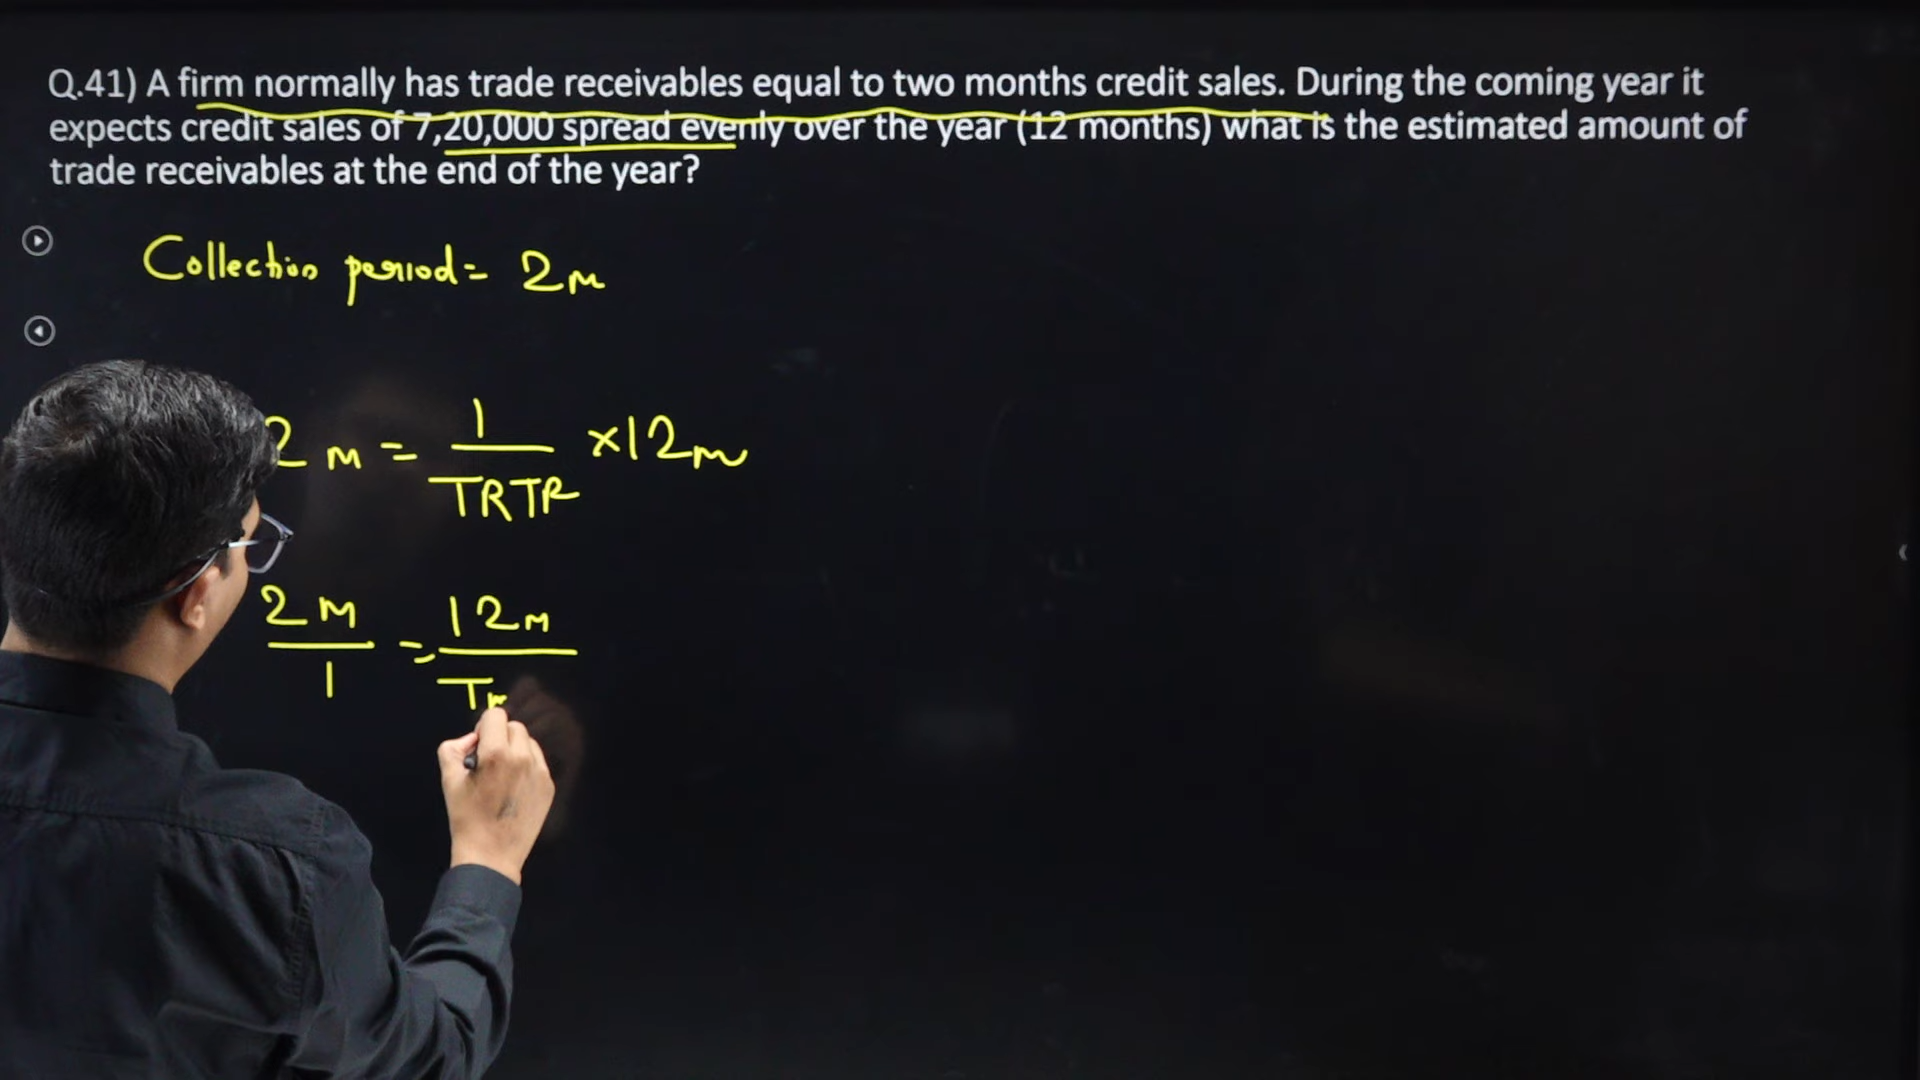 Q.41) A firm normally has trade receivables equal to two months credit sales. During the coming year it
expects credit sales of 7,20,000 spread evenly over the year (12 months) what is the estimated amount of
trade receivables at the end of the year?
Collection period = 2m
2 m = 1/TRTR ×12m
2m/1 = 12m/T